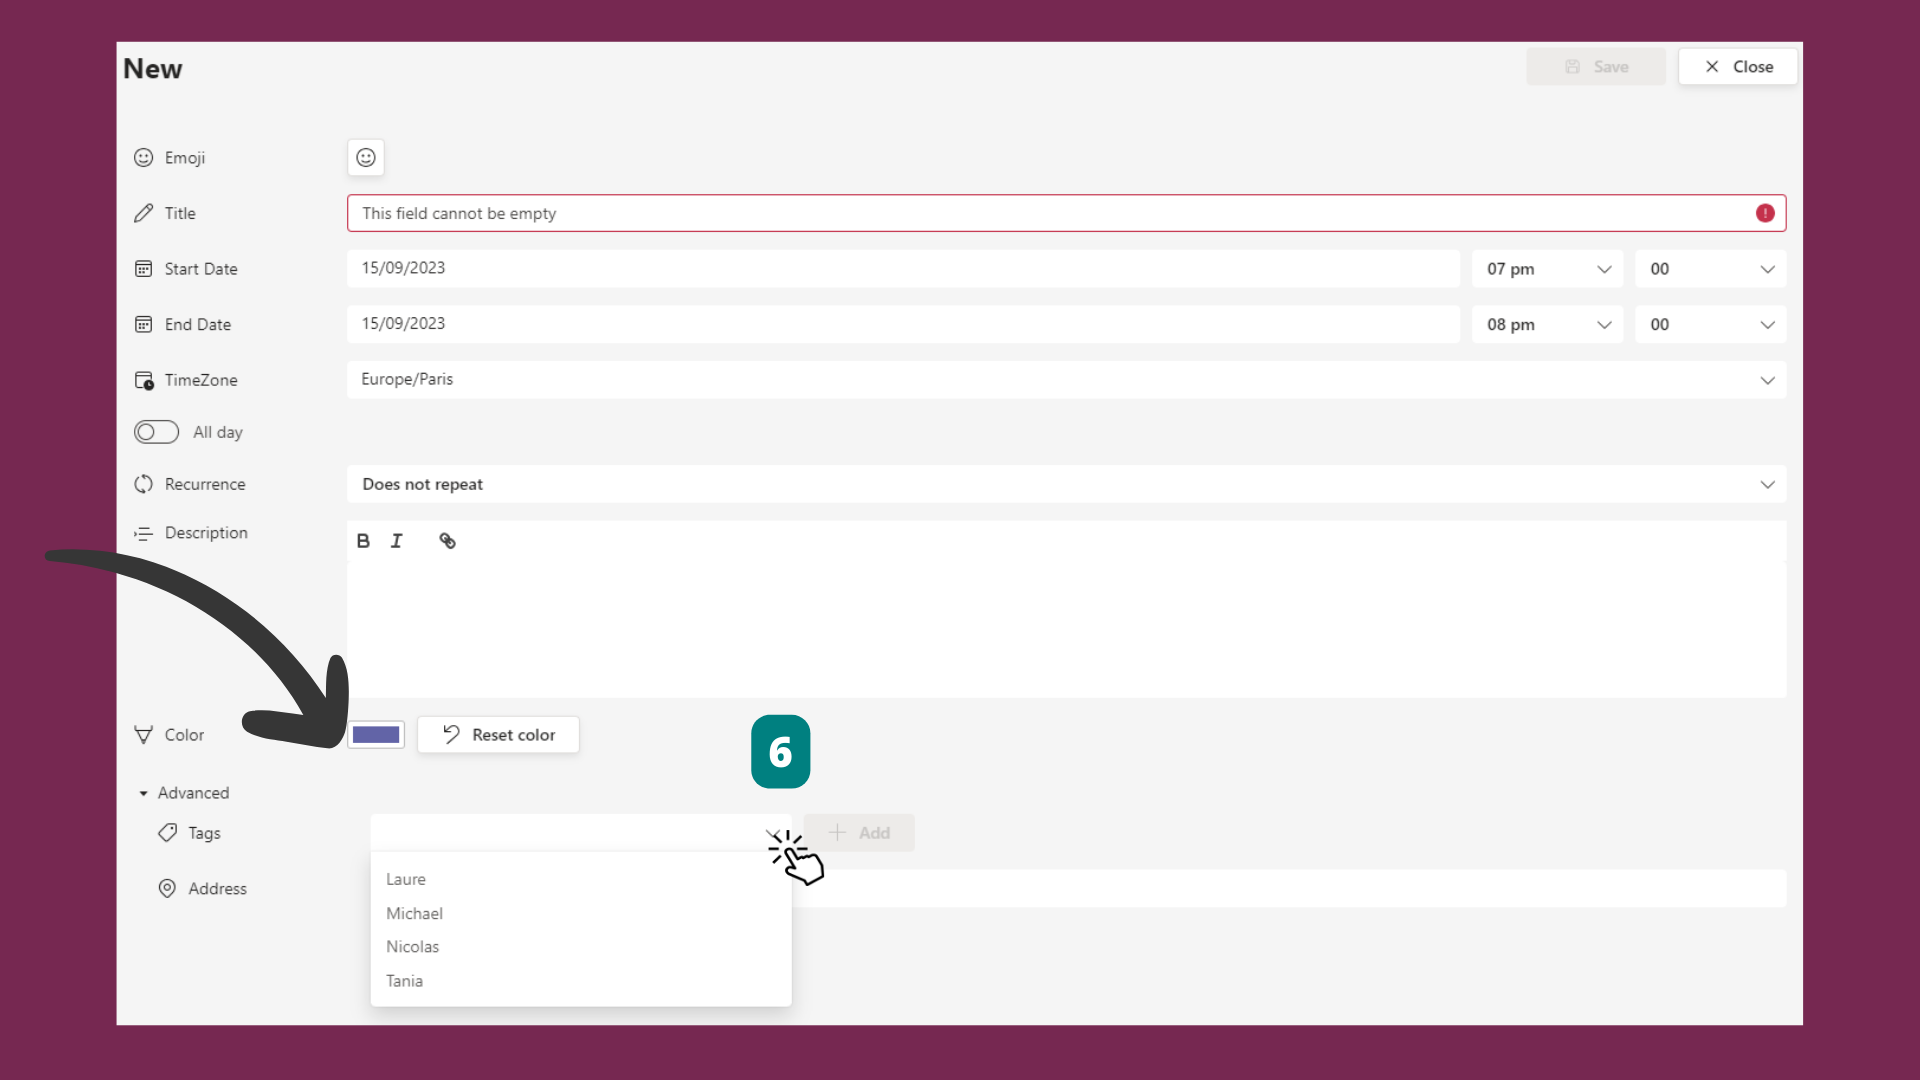 New
Save
Close
Emoji
Title
This field cannot be empty
Start Date
15/09/2023
07 pm
00
End Date
15/09/2023
08 pm
00
TimeZone
Europe/Paris
All day
Recurrence
Does not repeat
Description
B I
Color
Reset color
6
Advanced
Tags
Add
Address
Laure
Michael
Nicolas
Tania